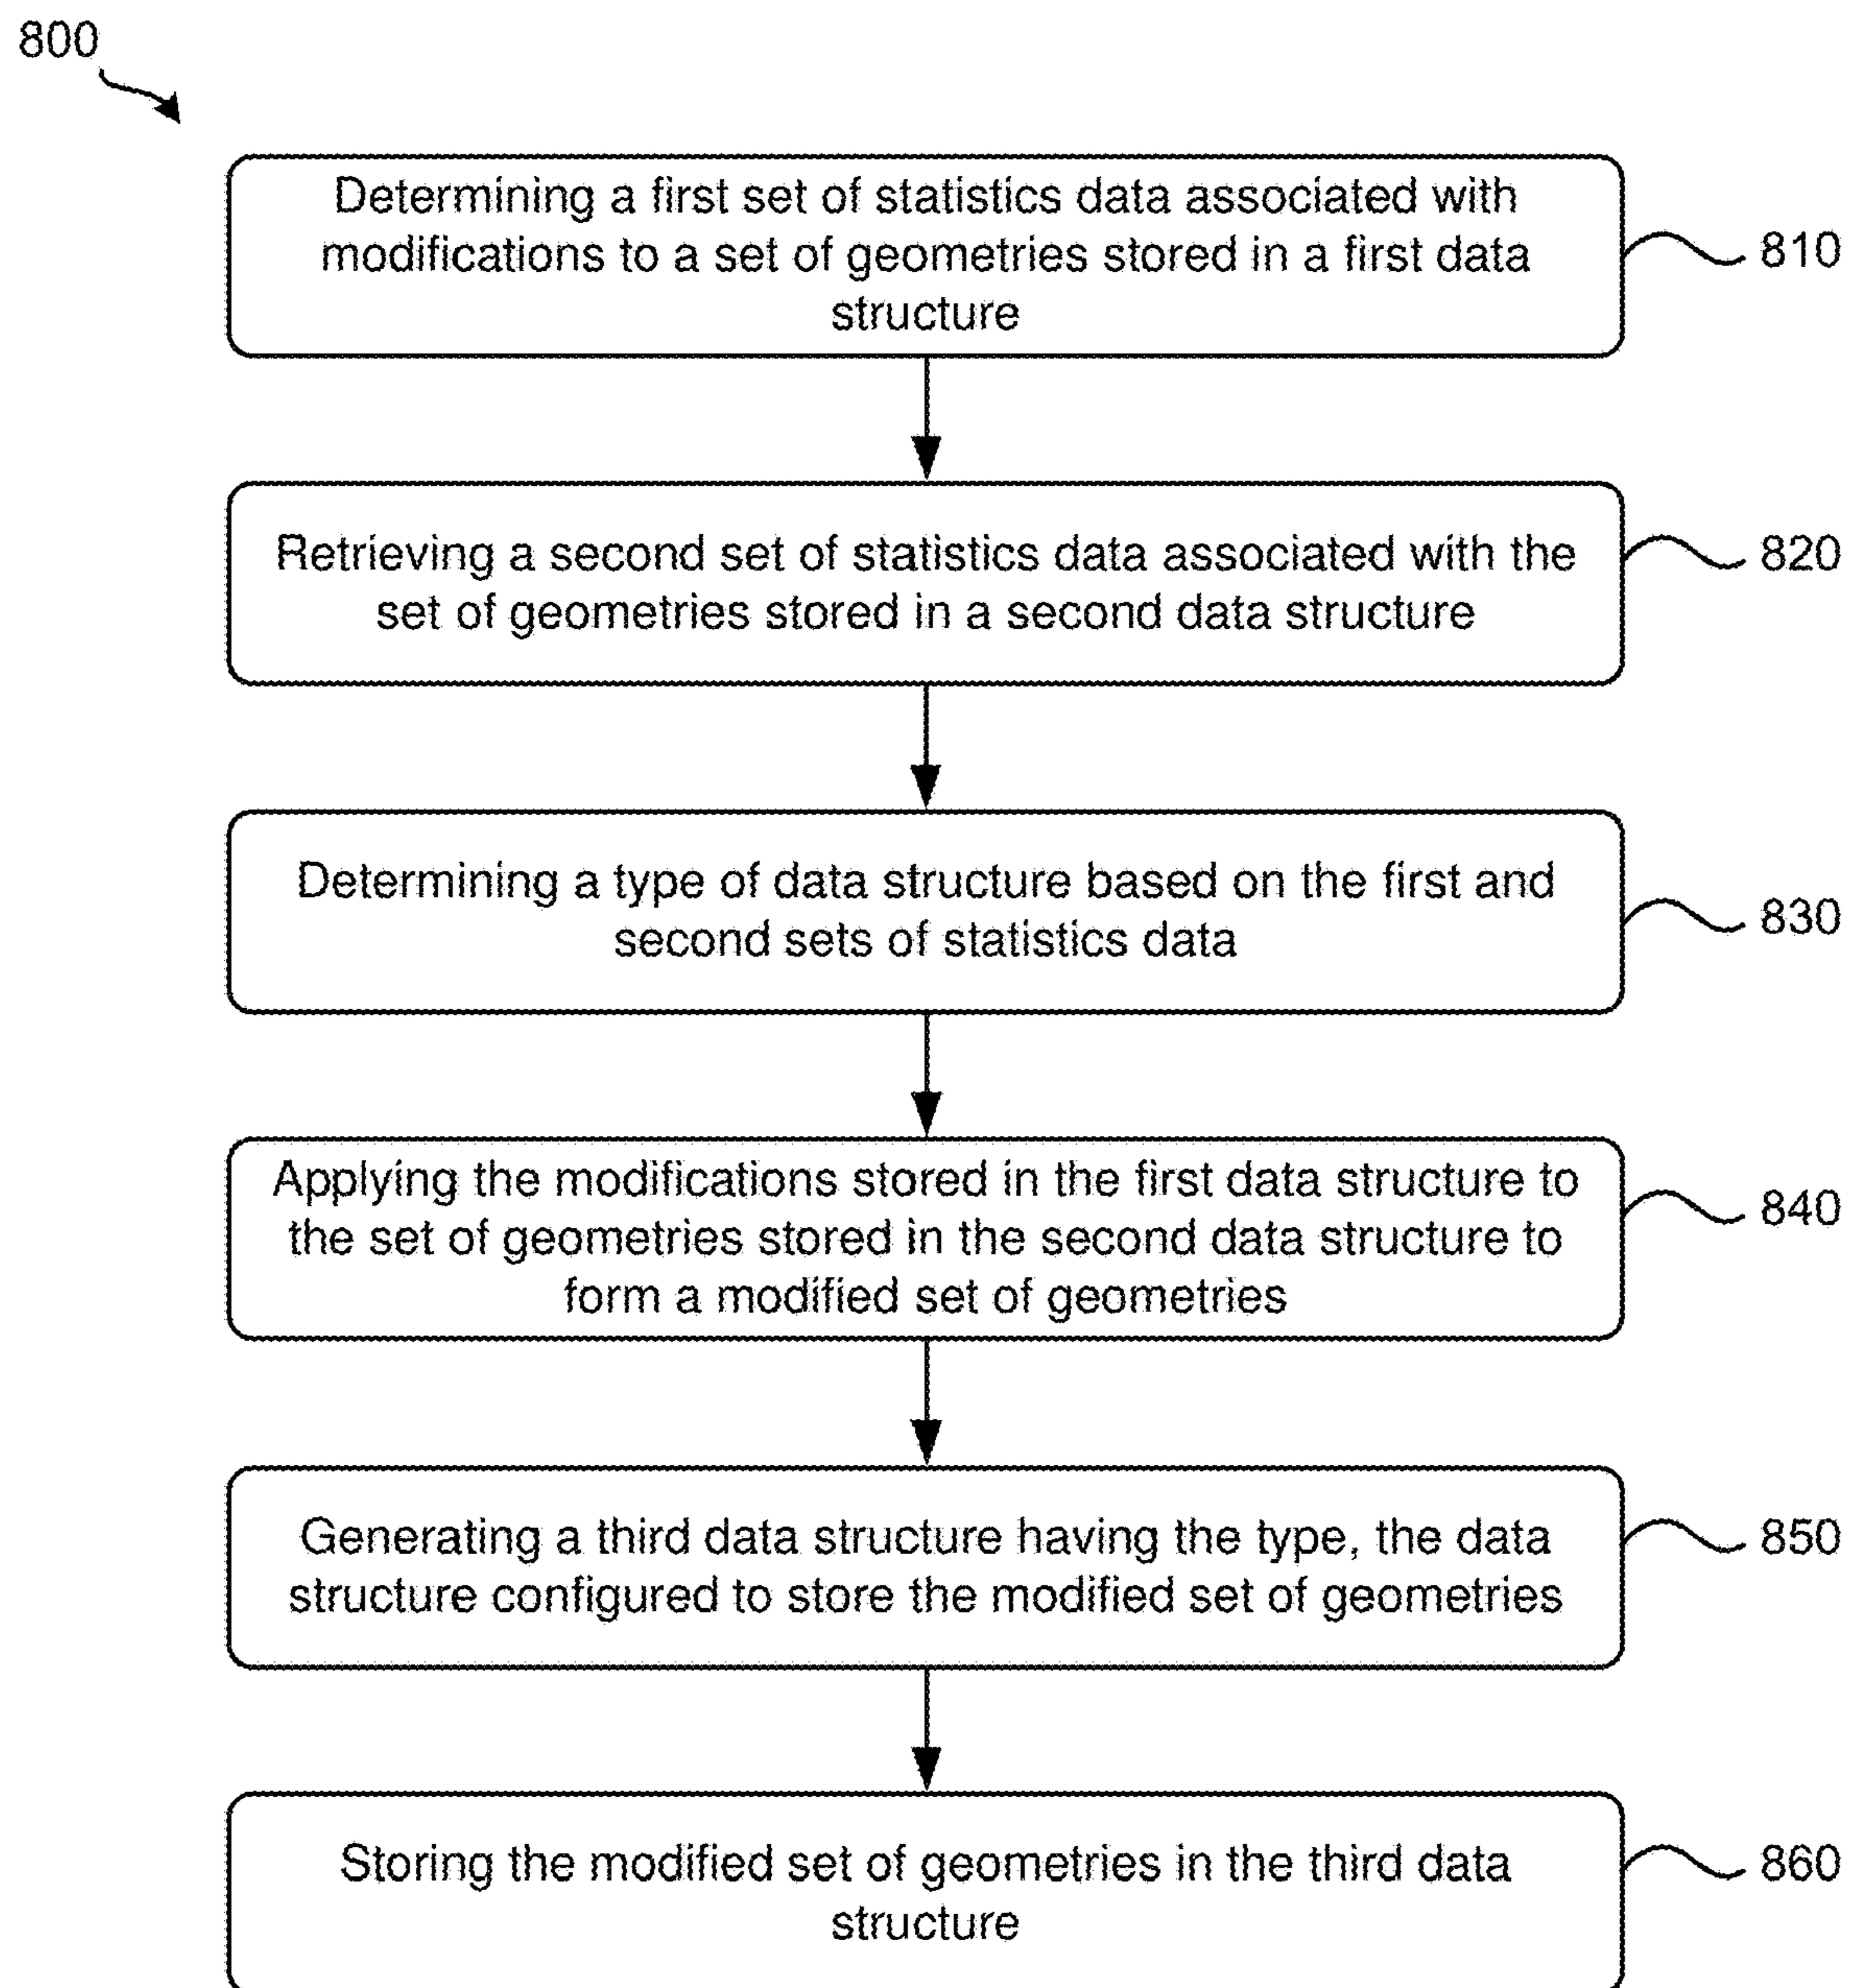 800
Determining a first set of statistics data associated with
modifications to a set of geometries stored in a first data
structure
810
Retrieving a second set of statistics data associated with the
set of geometries stored in a second data structure
820
Determining a type of data structure based on the first and
second sets of statistics data
830
Applying the modifications stored in the first data structure to
the set of geometries stored in the second data structure to
form a modified set of geometries
840
Generating a third data structure having the type, the data
structure configured to store the modified set of geometries
850
Storing the modified set of geometries in the third data
structure
860